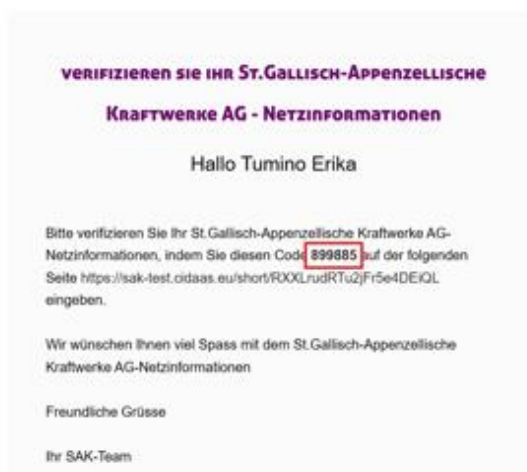 VERIFIZIEREN SIE IHR ST.GALLISCH-APPENZELLISCHE
KRAFTWERKE AG - NETZINFORMATIONEN
Hallo Tumino Erika
Bitte verifizieren Sie Ihr St.Gallisch-Appenzellische Kraftwerke AG-
Netzinformationen, indem Sie diesen Code 899885 auf der folgenden
Seite https://sak-test.cidaas.eu/short/RXXLrudRTu2jFr5e4DEiQL
eingeben.
Wir wünschen Ihnen viel Spass mit dem St.Gallisch-Appenzellische
Kraftwerke AG-Netzinformationen
Freundliche Grüsse
Ihr SAK-Team